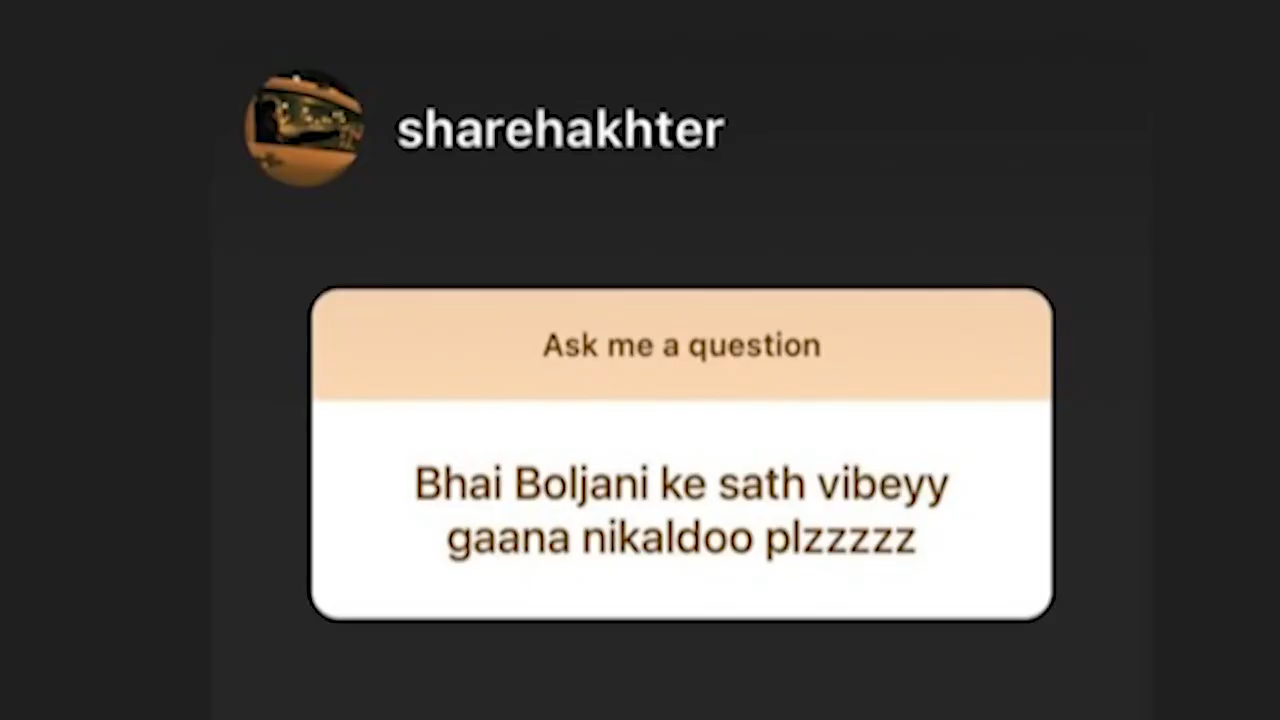 sharehakhter
Ask me a question
Bhai Boljani ke sath vibeyy
gaana nikaldoo plzzzzz